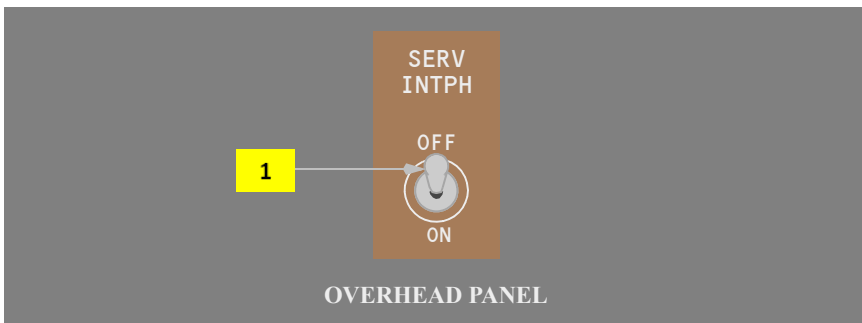 SERV
INTPH
OFF
1
ON
OVERHEAD PANEL